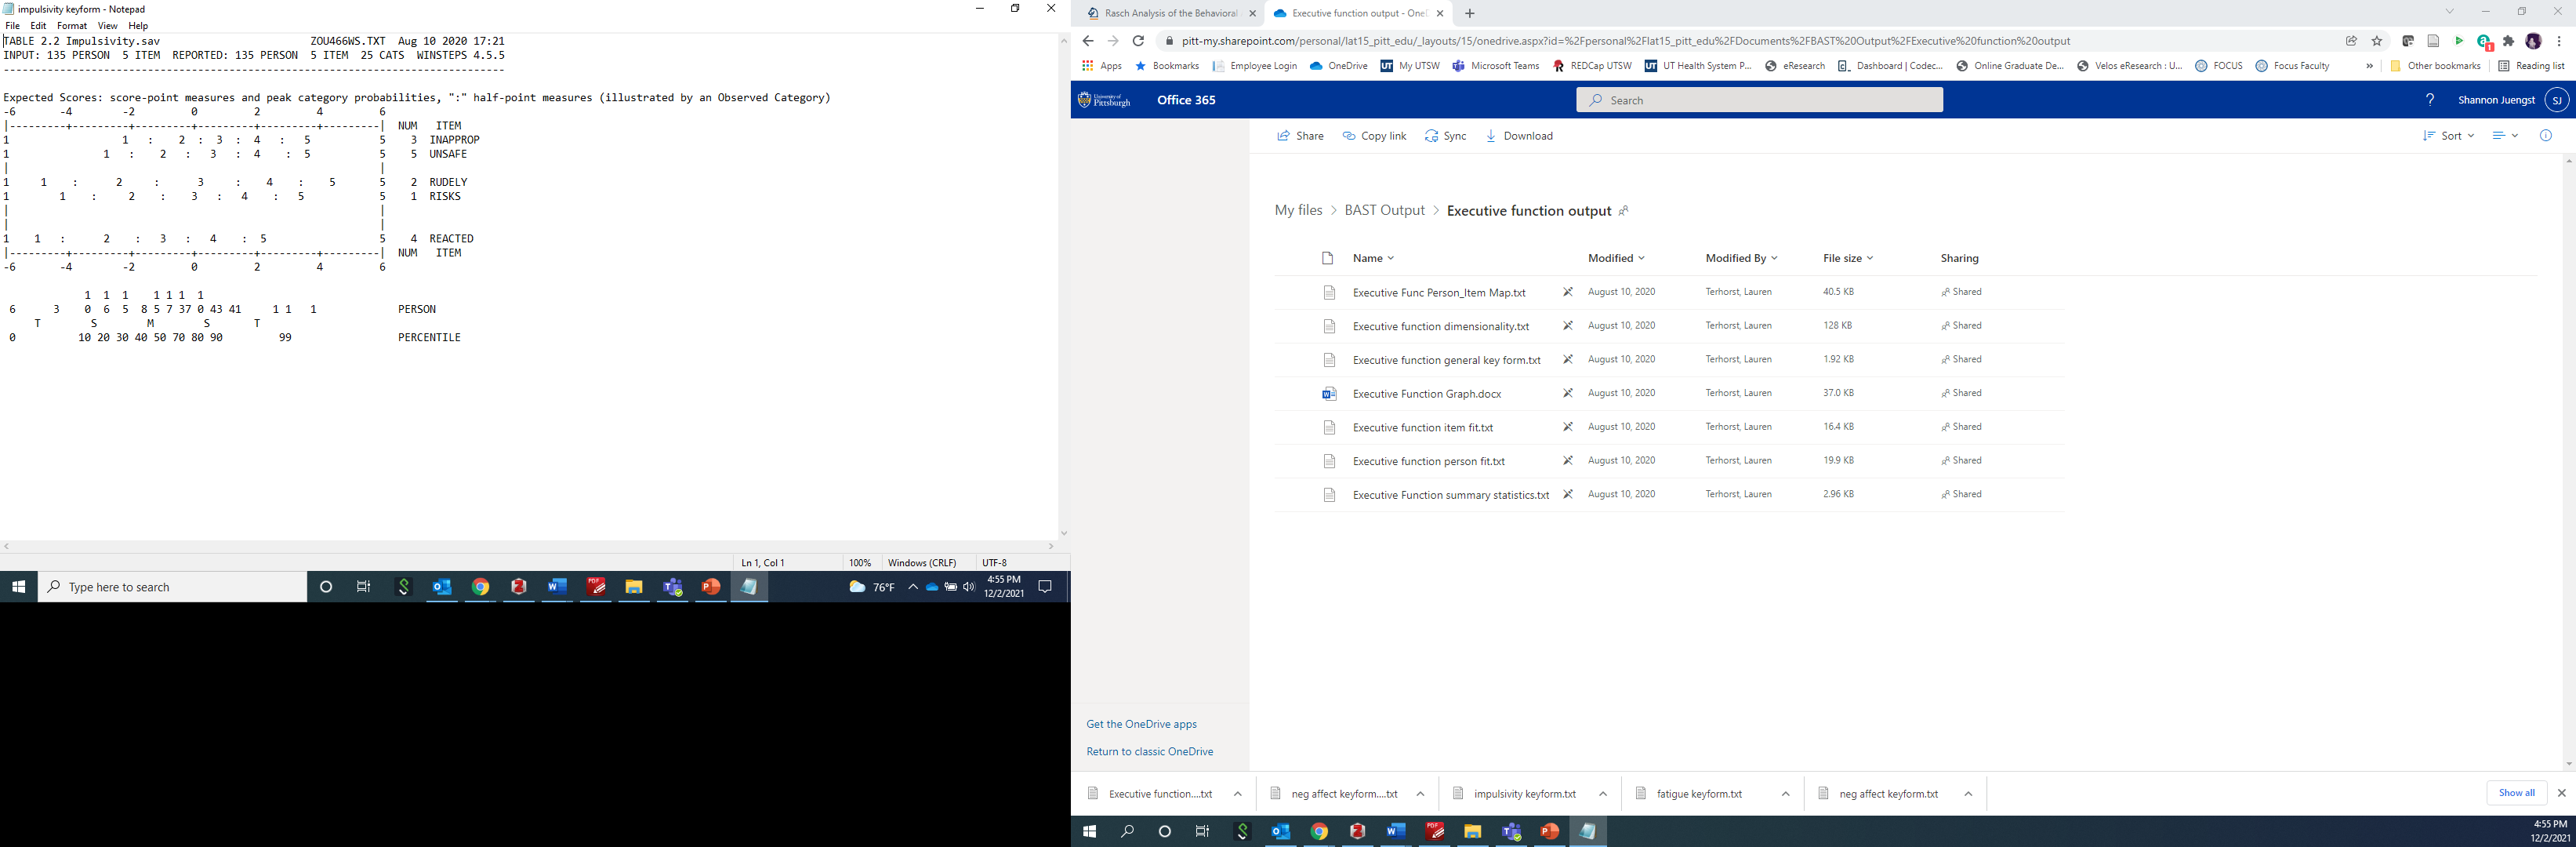 impulsivity keyform - Notepad
File Edit Format View Help
TABLE 2.2 Impulsivity.sav                        ZOU466WS.TXT  Aug 10 2020 17:21
INPUT: 135 PERSON  5 ITEM  REPORTED: 135 PERSON  5 ITEM  25 CATS  WINSTEPS 4.5.5
--------------------------------------------------------------------------------
Expected Scores: score-point measures and peak category probabilities, ":" half-point measures (illustrated by an Observed Category)
-6       -4        -2         0         2         4         6
|---------+---------+---------+---------+---------+---------|  NUM   ITEM
1                  1   :    2  :  3  :  4   :   5           5    3  INAPPROP
1               1   :    2   :   3   :  4    :  5           5    5  UNSAFE
|                                                           |
1     1    :      2     :      3     :    4    :    5       5    2  RUDELY
1        1    :     2    :    3   :   4    :   5            5    1  RISKS
|                                                           |
|                                                           |
1    1   :      2    :   3   :   4    :  5                  5    4  REACTED
|---------+---------+---------+---------+---------+---------|  NUM   ITEM
-6       -4        -2         0         2         4         6
             1  1  1    1 1 1  1
 6      3    0  6  5  8 5 7 37 0 43 41     1 1   1             PERSON
     T        S        M        S       T
 0          10 20 30 40 50 70 80 90         99                 PERCENTILE
Ln 1, Col 1 100% Windows (CRLF) UTF-8
Type here to search
76°F
4:55 PM
12/2/2021
Rasch Analysis of the Behavioral
Executive function output - OneD
pitt-my.sharepoint.com/personal/lat15_pitt_edu/_layouts/15/onedrive.aspx?id=%2Fpersonal%2Flat15_pitt_edu%2FDocuments%2FBAST%20Output%2FExecutive%20function%20output
Apps Bookmarks Employee Login OneDrive My UTSW Microsoft Teams REDCap UTSW UT Health System P... eResearch Dashboard | Codec... Online Graduate De... Velos eResearch : U... FOCUS Focus Faculty » Other bookmarks Reading list
University of Pittsburgh Office 365 Search ? Shannon Juengst SJ
Share Copy link Sync Download Sort
My files > BAST Output > Executive function output
Name Modified Modified By File size Sharing
Executive Func Person_Item Map.txt August 10, 2020 Terhorst, Lauren 40.5 KB Shared
Executive function dimensionality.txt August 10, 2020 Terhorst, Lauren 128 KB Shared
Executive function general key form.txt August 10, 2020 Terhorst, Lauren 1.92 KB Shared
Executive Function Graph.docx August 10, 2020 Terhorst, Lauren 37.0 KB Shared
Executive function item fit.txt August 10, 2020 Terhorst, Lauren 16.4 KB Shared
Executive function person fit.txt August 10, 2020 Terhorst, Lauren 19.9 KB Shared
Executive Function summary statistics.txt August 10, 2020 Terhorst, Lauren 2.96 KB Shared
Get the OneDrive apps
Return to classic OneDrive
Executive function....txt neg affect keyform....txt impulsivity keyform.txt fatigue keyform.txt neg affect keyform.txt Show all
4:55 PM
12/2/2021